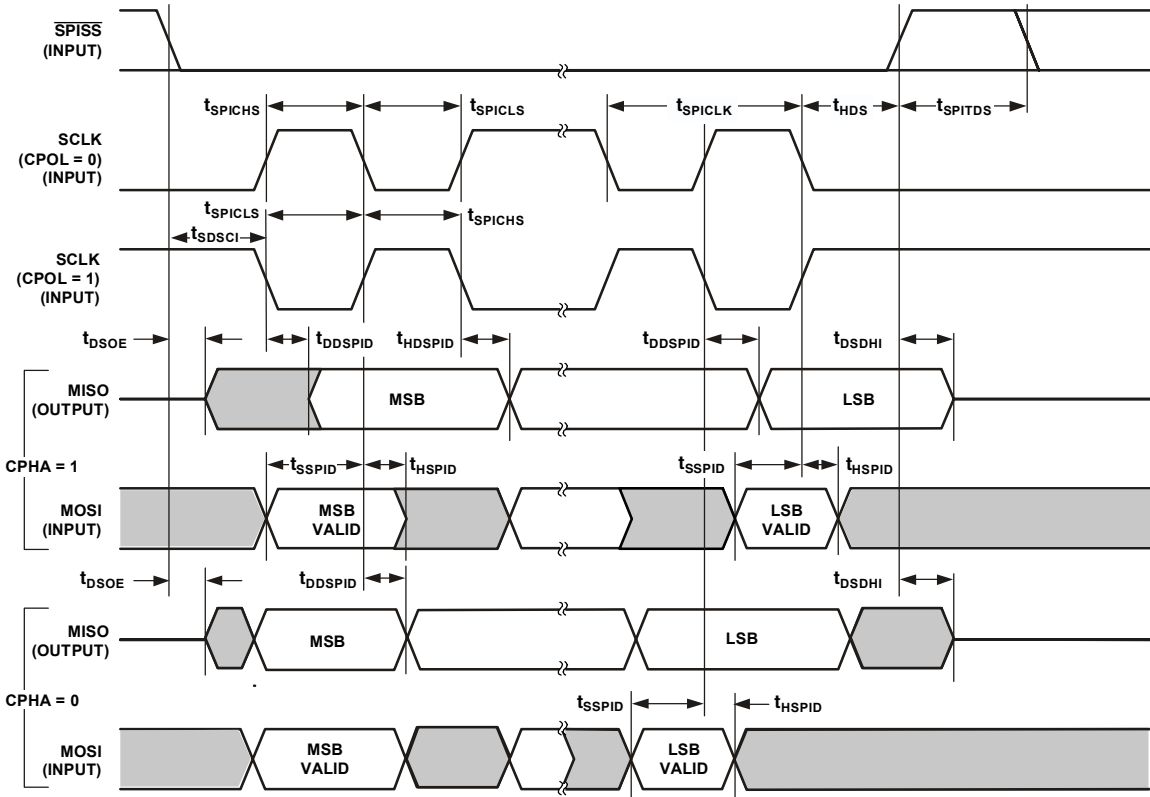 SPISS
(INPUT)
tSPICHS
tSPICLS
tSPICLK
tHDS
tSPITDS
SCLK
(CPOL = 0)
(INPUT)
tSPICLS
tSPICHS
tSDSCI
SCLK
(CPOL = 1)
(INPUT)
tDSOE
tDDSPID
tHDSPID
tDDSPID
tDSDHI
MISO
(OUTPUT)
MSB
LSB
CPHA = 1
tSSPID
tHSPID
tSSPID
tHSPID
MOSI
(INPUT)
MSB
VALID
LSB
VALID
tDSOE
tDDSPID
tDSDHI
MISO
(OUTPUT)
MSB
LSB
CPHA = 0
tSSPID
tHSPID
MOSI
(INPUT)
MSB
VALID
LSB
VALID